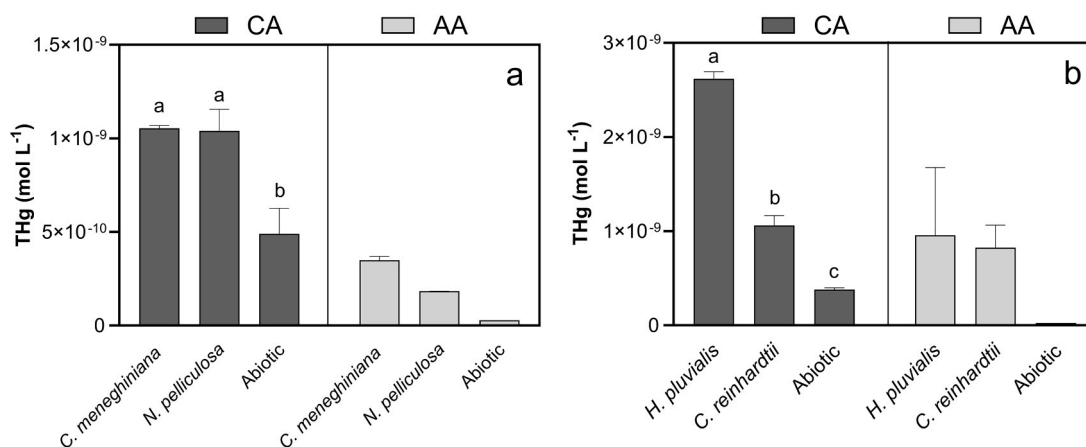 CA AA
a
THg (mol L-1)
1.5×10-9
1×10-9
5×10-10
0
a
a
b
C. meneghiniana
N. pelliculosa
Abiotic
C. meneghiniana
N. pelliculosa
Abiotic
CA AA
b
THg (mol L-1)
3×10-9
2×10-9
1×10-9
0
a
b
c
H. pluvialis
C. reinhardtii
Abiotic
H. pluvialis
C. reinhardtii
Abiotic